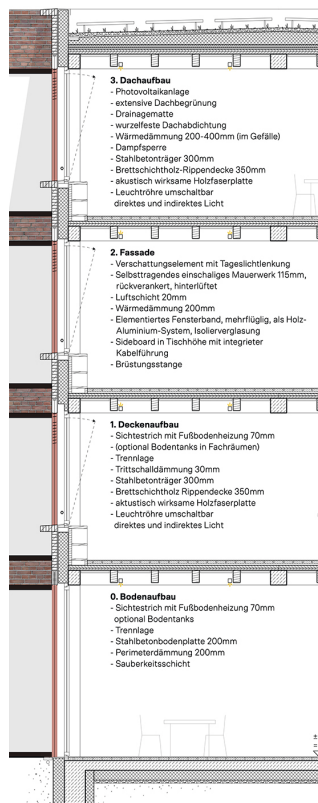 3. Dachaufbau
- Photovoltaikanlage
- extensive Dachbegrünung
- Drainagematte
- wurzelfeste Dachabdichtung
- Wärmedämmung 200-400mm (im Gefälle)
- Dampfsperre
- Stahlbetonträger 300mm
- Brettschichtholz-Rippendecke 350mm
- akustisch wirksame Holzfaserplatte
- Leuchtröhre umschaltbar
direktes und indirektes Licht
2. Fassade
- Verschattungselement mit Tageslichtlenkung
- Selbsttragendes einschaliges Mauerwerk 115mm,
rückverankert, hinterlüftet
- Luftschicht 20mm
- Wärmedämmung 200mm
- Elementiertes Fensterband, mehrflüglig, als Holz-
Aluminium-System, Isolierverglasung
- Sideboard in Tischhöhe mit integrieter
Kabelführung
- Brüstungsstange
1. Deckenaufbau
- Sichtestrich mit Fußbodenheizung 70mm
- (optional Bodentanks in Fachräumen)
- Trennlage
- Trittschalldämmung 30mm
- Stahlbetonträger 300mm
- Brettschichtholz Rippendecke 350mm
- aktustisch wirksame Holzfaserplatte
- Leuchtröhre umschaltbar
direktes und indirektes Licht
0. Bodenaufbau
- Sichtestrich mit Fußbodenheizung 70mm
optional Bodentanks
- Trennlage
- Stahlbetonbodenplatte 200mm
- Perimeterdämmung 200mm
- Sauberkeitsschicht